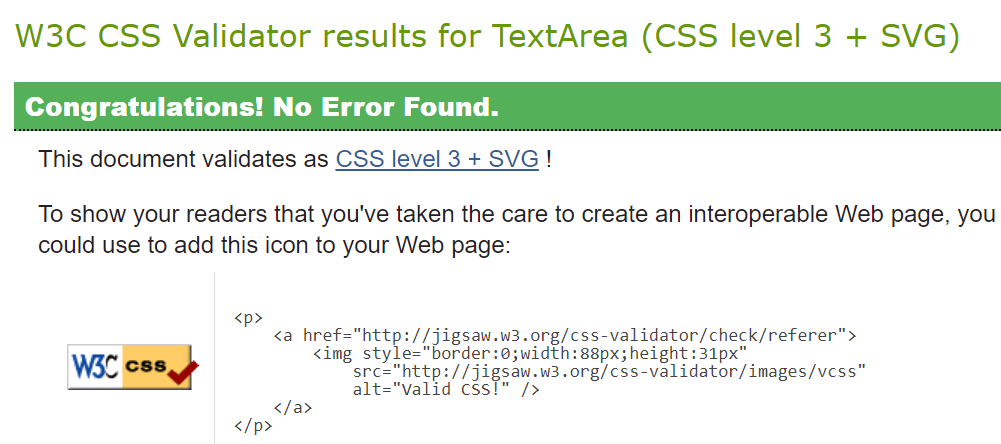 W3C CSS Validator results for TextArea (CSS level 3 + SVG)
Congratulations! No Error Found.
This document validates as CSS level 3 + SVG !
To show your readers that you've taken the care to create an interoperable Web page, you
could use to add this icon to your Web page:
W3C css
<p>
<a href="http://jigsaw.w3.org/css-validator/check/referer">
<img style="border:0;width:88px;height:31px"
src="http://jigsaw.w3.org/css-validator/images/vcss"
alt="Valid CSS!" />
</a>
</p>